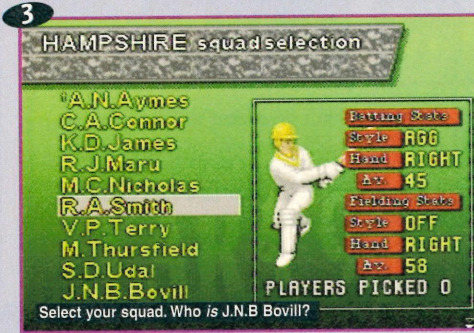 3
HAMPSHIRE squad selection
'A.N.Aymes
C.A.Connor
K.D.James
R.J.Maru
M.C.Nicholas
R.A.Smith
V.P.Terry
M.Thursfield
S.D.Udal
J.N.B.Bovill
Batting Stats
Style RGG
Hand RIGHT
Av. 45
Fielding Stats
Style OFF
Hand RIGHT
Av. 58
PLAYERS PICKED 0
Select your squad. Who is J.N.B Bovill?